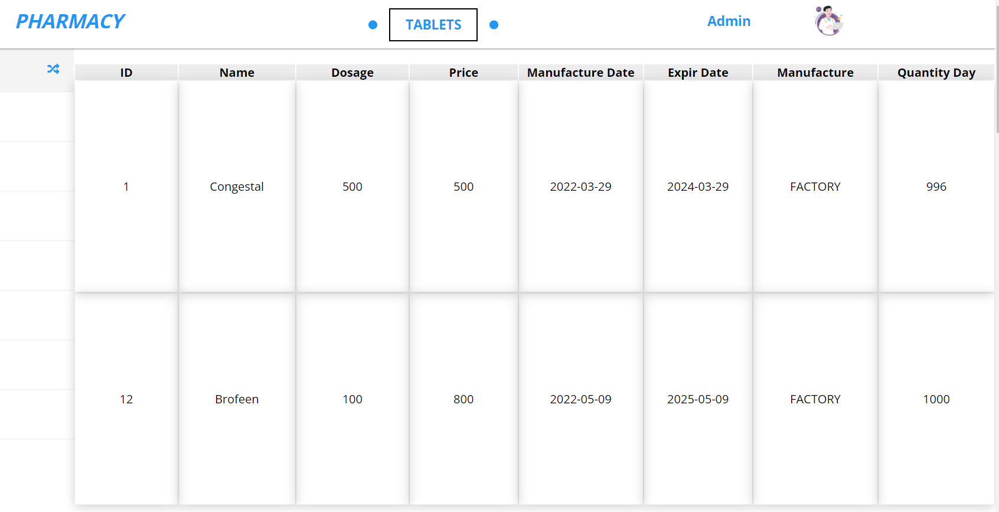 PHARMACY
TABLETS
Admin
ID Name Dosage Price Manufacture Date Expir Date Manufacture Quantity Day
1 Congestal 500 500 2022-03-29 2024-03-29 FACTORY 996
12 Brofeen 100 800 2022-05-09 2025-05-09 FACTORY 1000